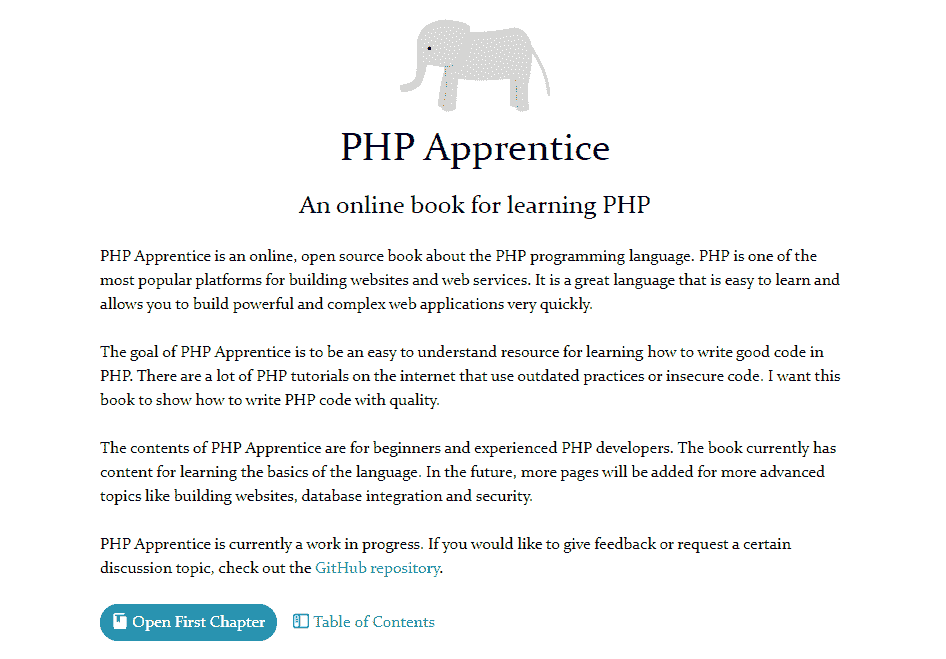 PHP Apprentice
An online book for learning PHP
PHP Apprentice is an online, open source book about the PHP programming language. PHP is one of the
most popular platforms for building websites and web services. It is a great language that is easy to learn and
allows you to build powerful and complex web applications very quickly.
The goal of PHP Apprentice is to be an easy to understand resource for learning how to write good code in
PHP. There are a lot of PHP tutorials on the internet that use outdated practices or insecure code. I want this
book to show how to write PHP code with quality.
The contents of PHP Apprentice are for beginners and experienced PHP developers. The book currently has
content for learning the basics of the language. In the future, more pages will be added for more advanced
topics like building websites, database integration and security.
PHP Apprentice is currently a work in progress. If you would like to give feedback or request a certain
discussion topic, check out the GitHub repository.
Open First Chapter Table of Contents